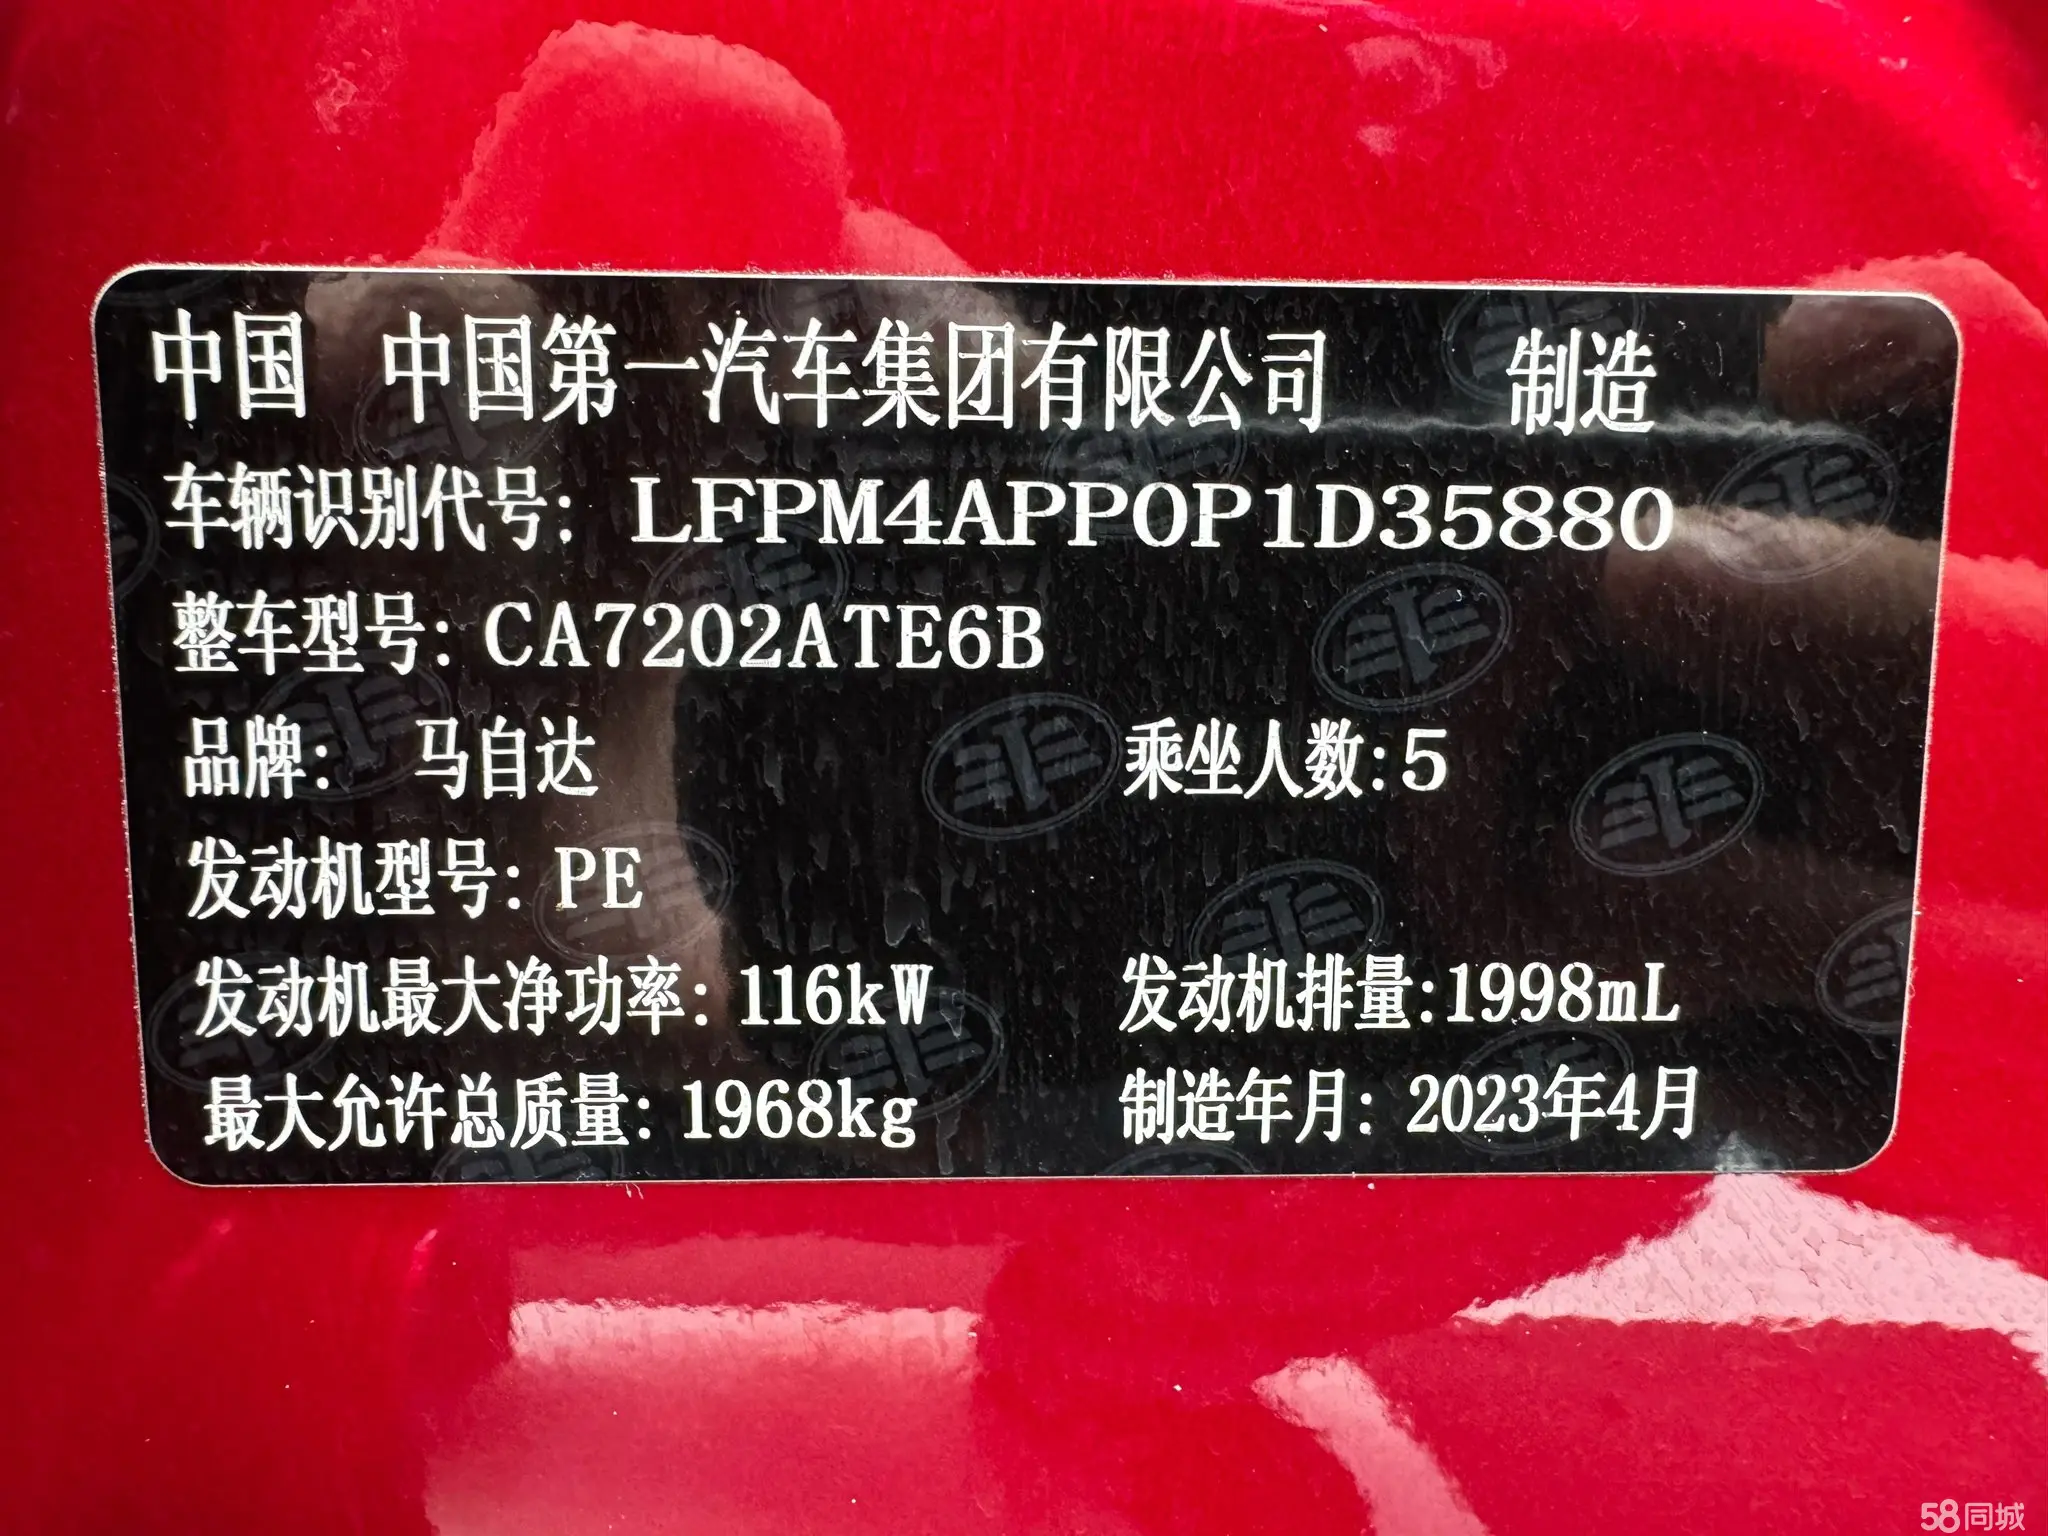 中国 中国第一汽车集团有限公司 制造
车辆识别代号: LFPM4APP0P1D35880
整车型号: CA7202ATE6B
品牌: 马自达 乘坐人数:5
发动机型号: PE
发动机最大净功率: 116kW 发动机排量:1998mL
最大允许总质量: 1968kg 制造年月: 2023年4月
58同城